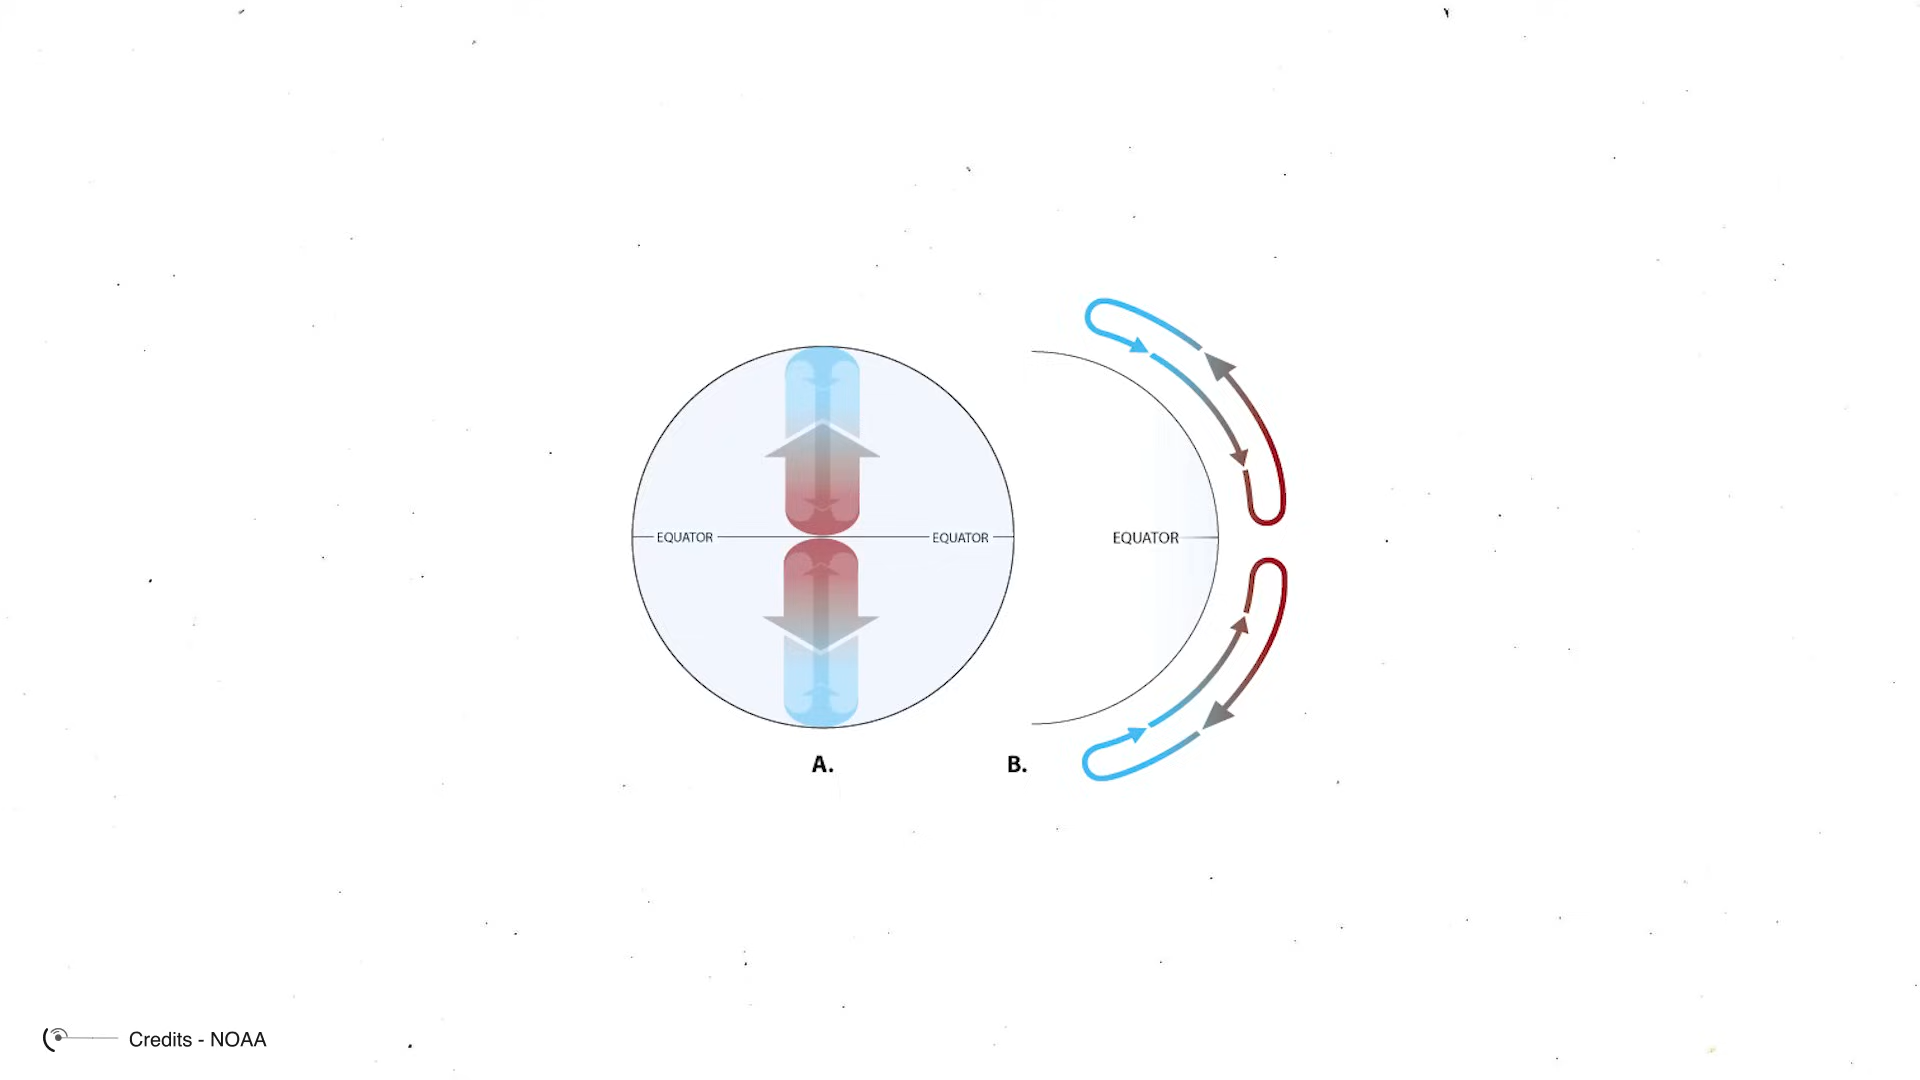 EQUATOR
EQUATOR
EQUATOR
A.
B.
Credits - NOAA